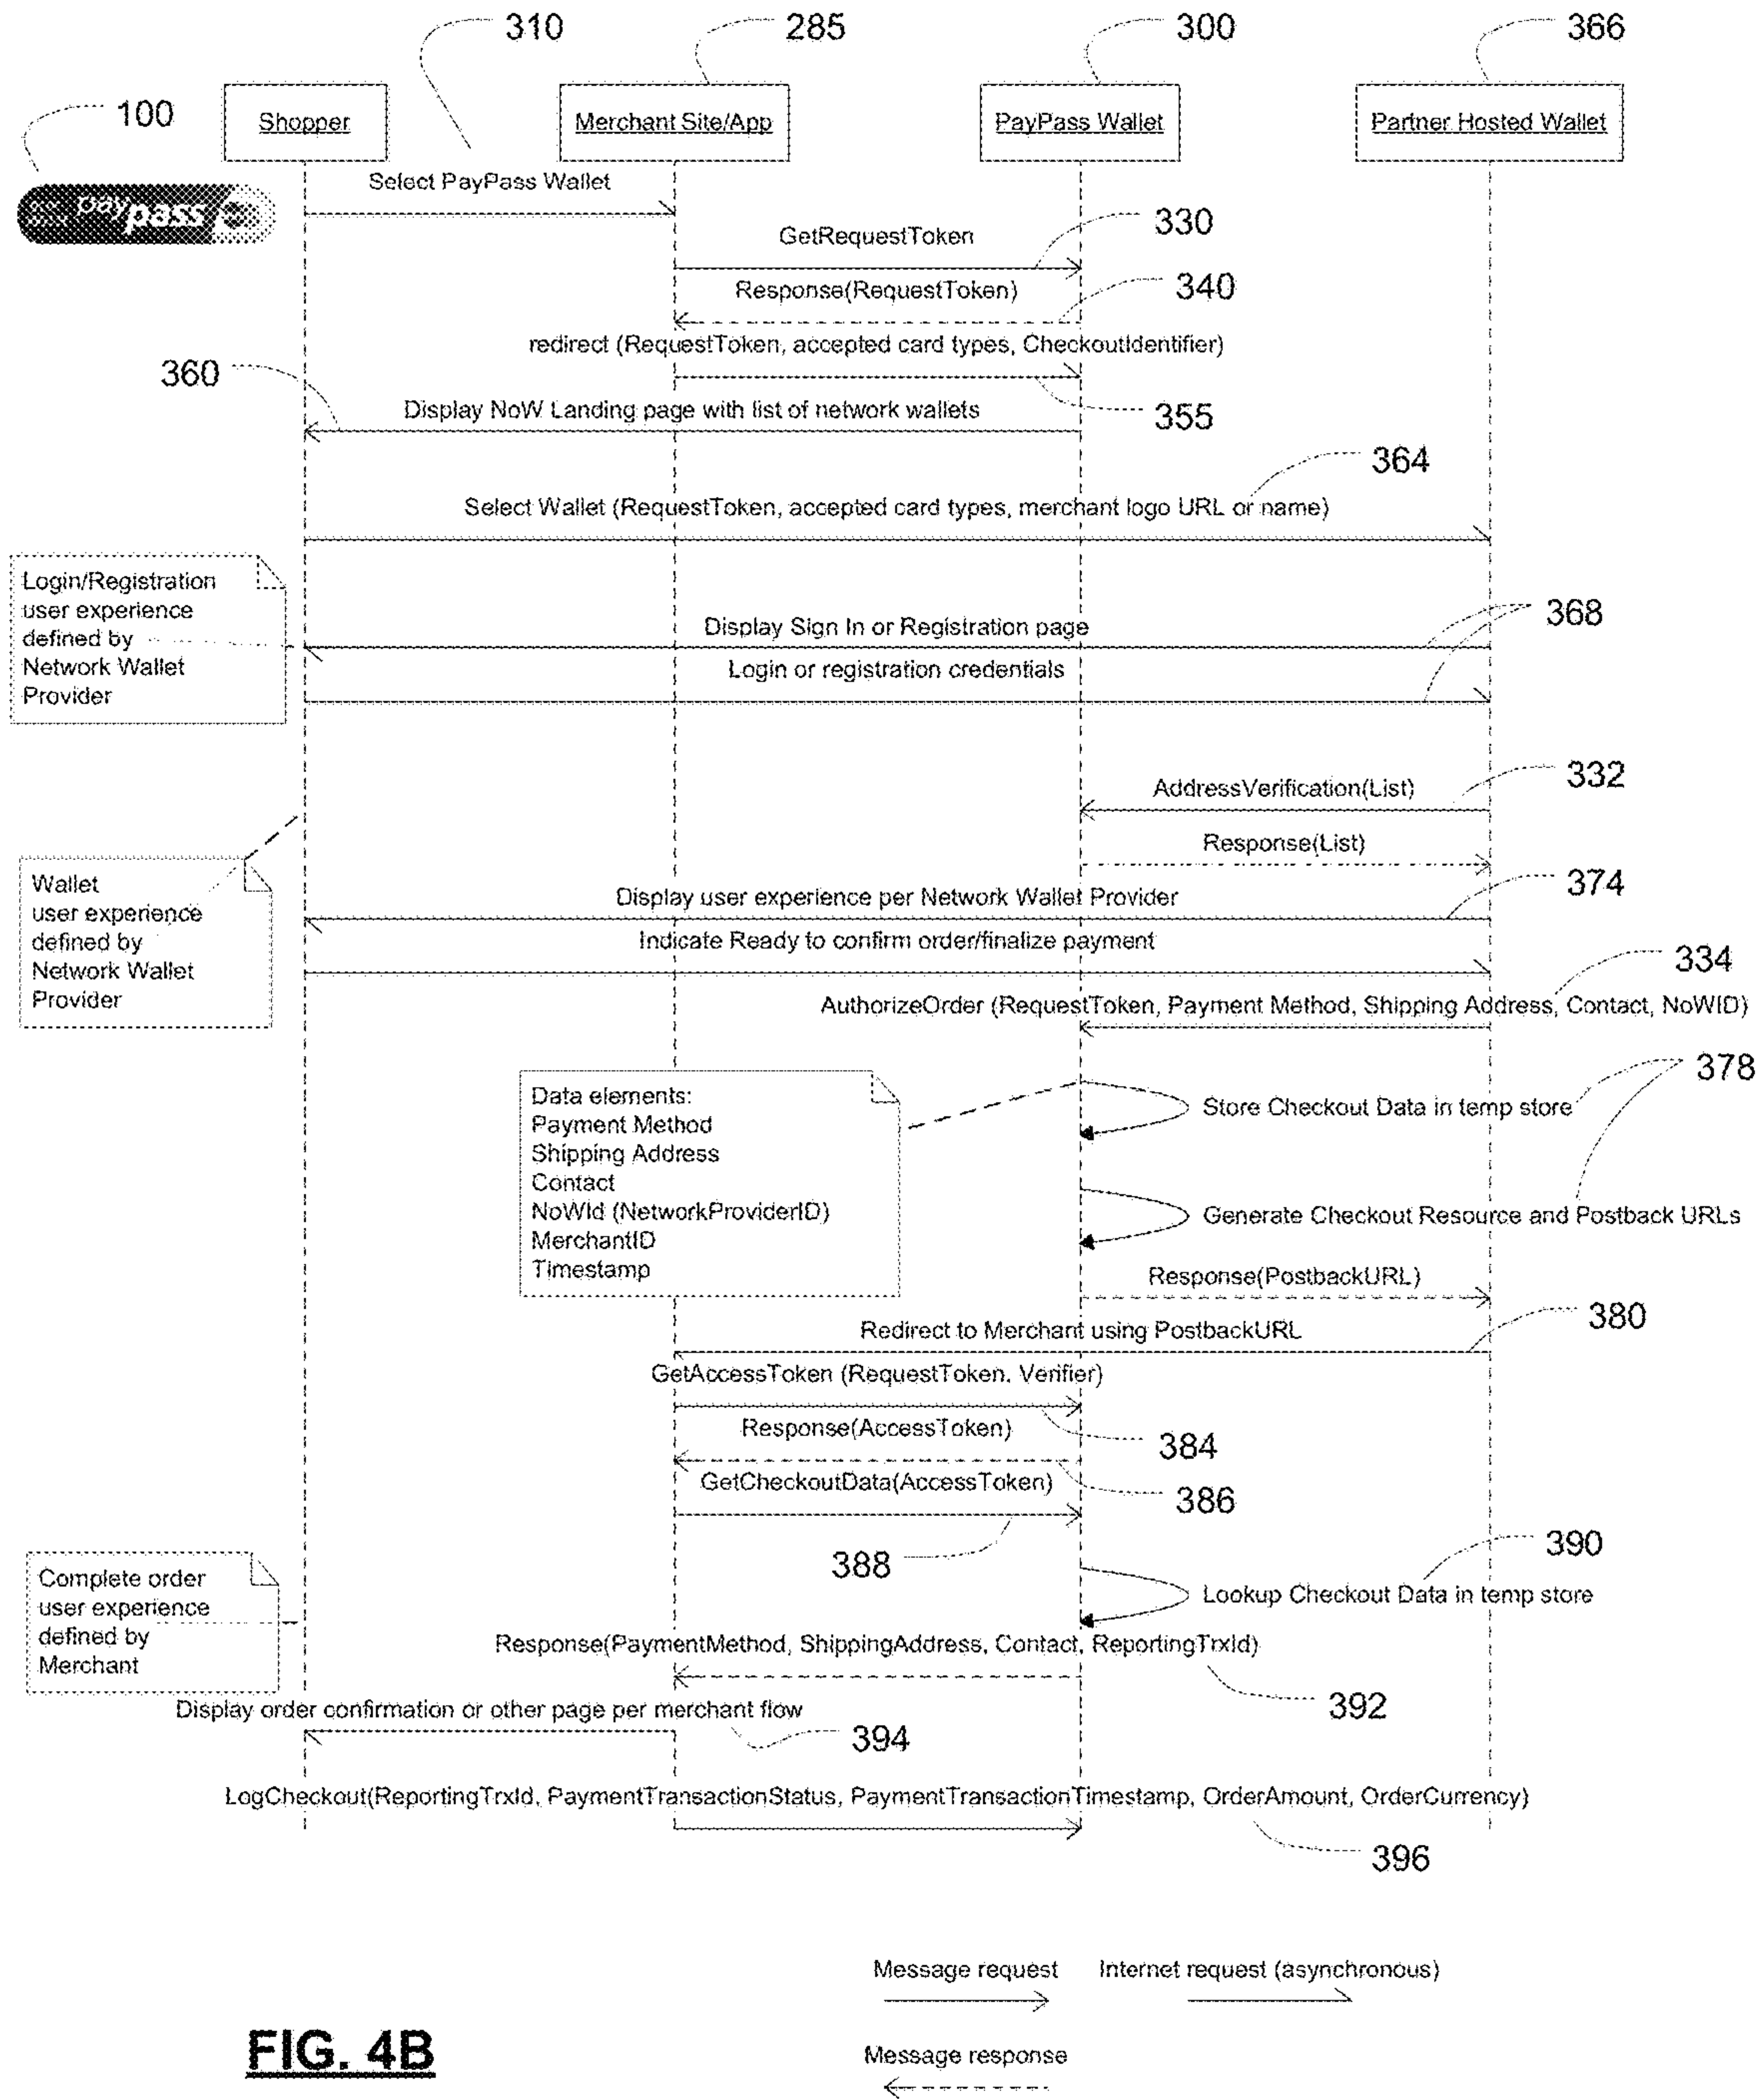 310
285
300
366
100
Shopper
Merchant Site/App
PayPass Wallet
Partner Hosted Wallet
paypass
Select PayPass Wallet
GetRequestToken
330
Response(RequestToken)
340
redirect (RequestToken, accepted card types, CheckoutIdentifier)
360
Display NoW Landing page with list of network wallets
355
364
Select Wallet (RequestToken, accepted card types, merchant logo URL or name)
Login/Registration
user experience
defined by
Network Wallet
Provider
368
Display Sign In or Registration page
Login or registration credentials
332
AddressVerification(List)
Response(List)
374
Wallet
user experience
defined by
Network Wallet
Provider
Display user experience per Network Wallet Provider
Indicate Ready to confirm order/finalize payment
334
AuthorizeOrder (RequestToken, Payment Method, Shipping Address, Contact, NoWID)
378
Data elements:
Payment Method
Shipping Address
Contact
NoWId (NetworkProviderID)
MerchantID
Timestamp
Store Checkout Data in temp store
Generate Checkout Resource and Postback URLs
Response(PostbackURL)
380
Redirect to Merchant using PostbackURL
GetAccessToken (RequestToken, Verifier)
Response(AccessToken)
384
GetCheckoutData(AccessToken)
386
388
390
Complete order
user experience
defined by
Merchant
Lookup Checkout Data in temp store
Response(PaymentMethod, ShippingAddress, Contact, ReportingTrxId)
392
Display order confirmation or other page per merchant flow
394
LogCheckout(ReportingTrxId, PaymentTransactionStatus, PaymentTransactionTimestamp, OrderAmount, OrderCurrency)
396
Message request
Internet request (asynchronous)
Message response
FIG. 4B